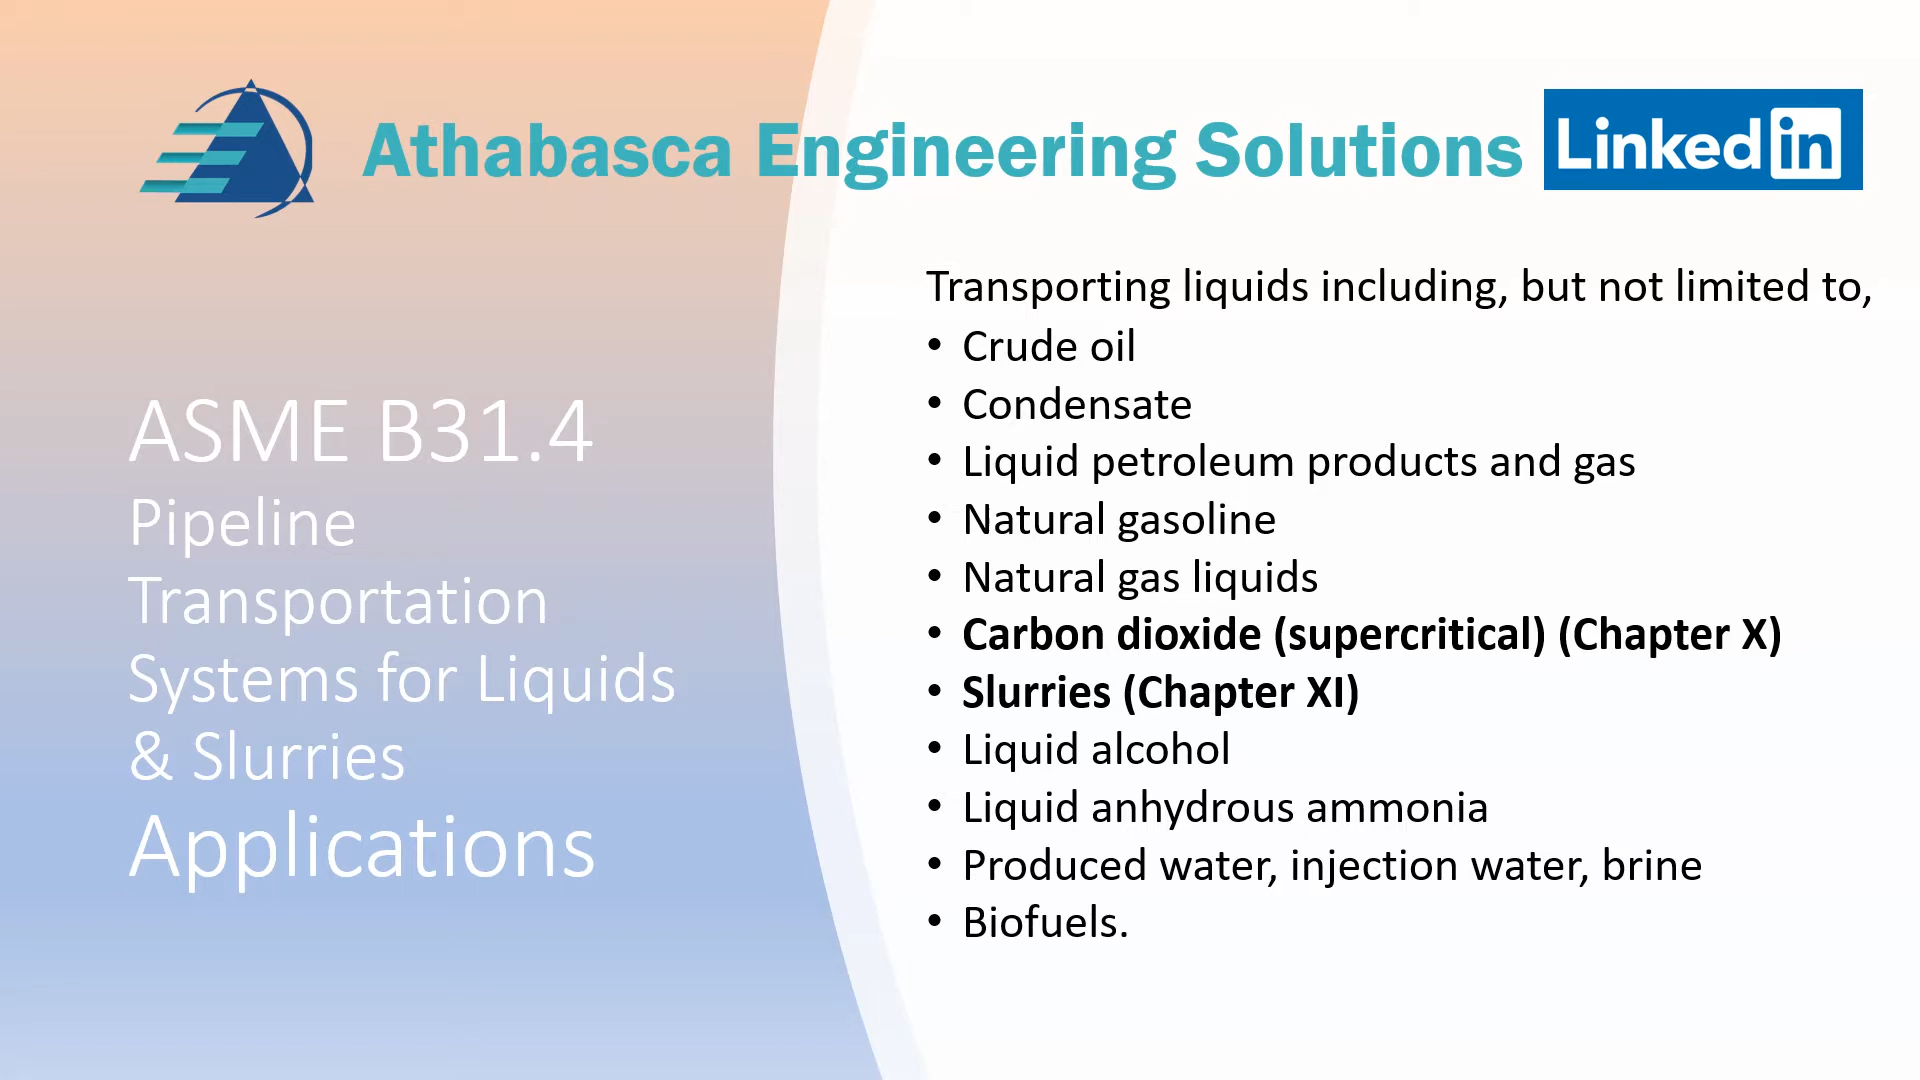 Athabasca Engineering Solutions
Linked in
ASME B31.4
Pipeline
Transportation
Systems for Liquids
& Slurries
Applications
Transporting liquids including, but not limited to,
• Crude oil
• Condensate
• Liquid petroleum products and gas
• Natural gasoline
• Natural gas liquids
• Carbon dioxide (supercritical) (Chapter X)
• Slurries (Chapter XI)
• Liquid alcohol
• Liquid anhydrous ammonia
• Produced water, injection water, brine
• Biofuels.